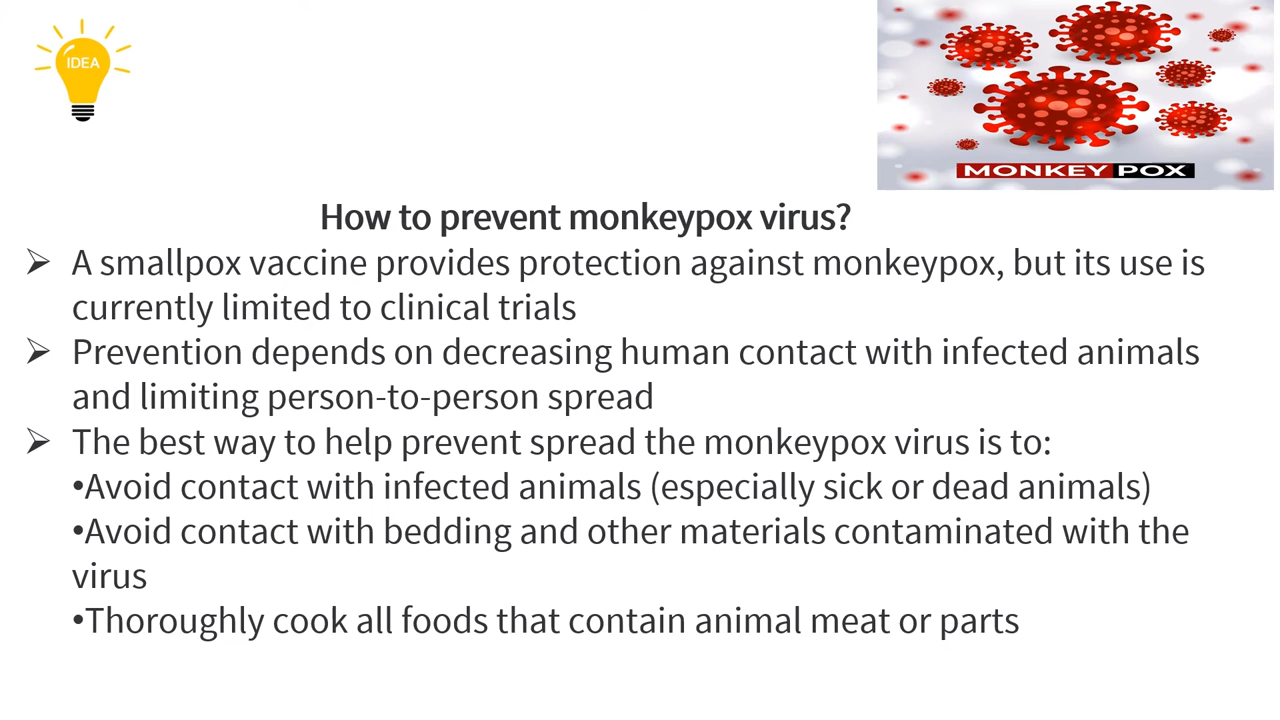 IDEA
MONKEY POX
How to prevent monkeypox virus?
➢ A smallpox vaccine provides protection against monkeypox, but its use is
currently limited to clinical trials
➢ Prevention depends on decreasing human contact with infected animals
and limiting person-to-person spread
➢ The best way to help prevent spread the monkeypox virus is to:
•Avoid contact with infected animals (especially sick or dead animals)
•Avoid contact with bedding and other materials contaminated with the
virus
•Thoroughly cook all foods that contain animal meat or parts